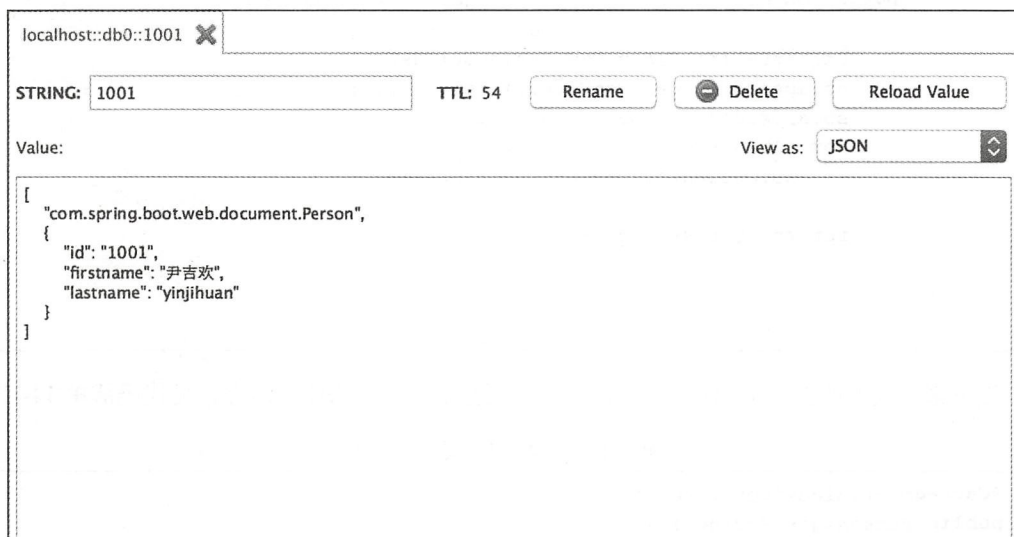 localhost::db0::1001
STRING: 1001 TTL: 54 Rename Delete Reload Value
Value: View as: JSON
[
"com.spring.boot.web.document.Person",
{
"id": "1001",
"firstname": "尹吉欢",
"lastname": "yinjihuan"
}
]